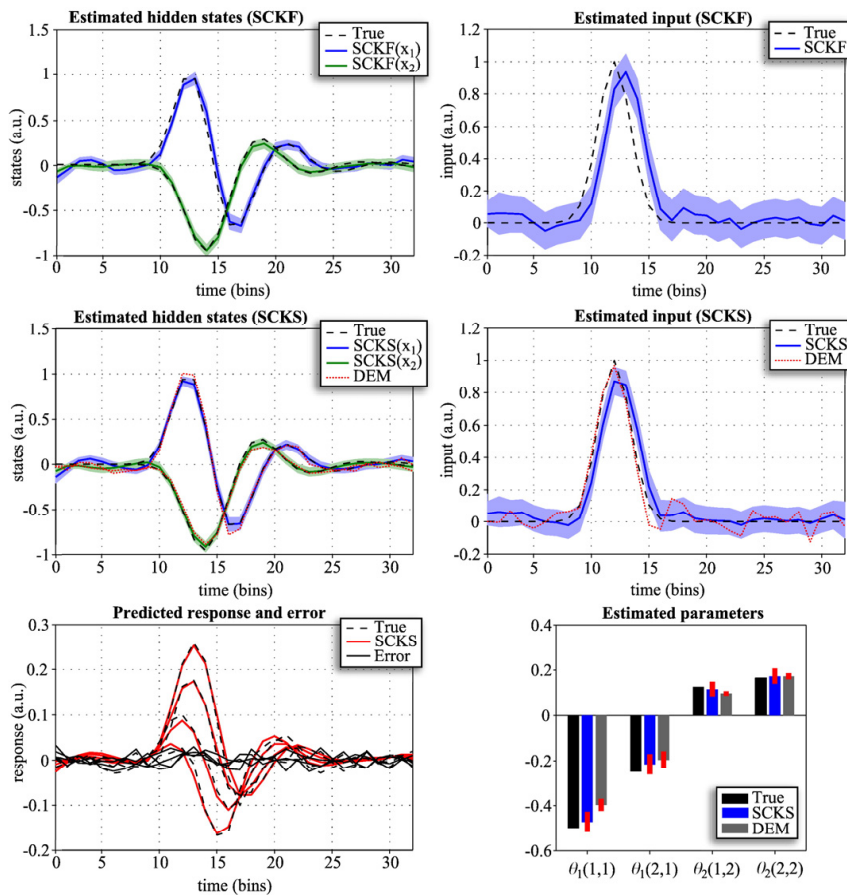 Estimated hidden states (SCKF)
1.5
1
0.5
0
-0.5
-1
0 5 10 15 20 25 30
states (a.u.)
time (bins)
True
SCKF(x₁)
SCKF(x₂)
Estimated input (SCKF)
1.2
1
0.8
0.6
0.4
0.2
0
-0.2
0 5 10 15 20 25 30
input (a.u.)
time (bins)
True
SCKF
Estimated hidden states (SCKS)
1.5
1
0.5
0
-0.5
-1
0 5 10 15 20 25 30
states (a.u.)
time (bins)
True
SCKS(x₁)
SCKS(x₂)
DEM
Estimated input (SCKS)
1.2
1
0.8
0.6
0.4
0.2
0
-0.2
0 5 10 15 20 25 30
input (a.u.)
time (bins)
True
SCKS
DEM
Predicted response and error
0.3
0.2
0.1
0
-0.1
-0.2
0 5 10 15 20 25 30
response (a.u.)
time (bins)
True
SCKS
Error
Estimated parameters
0.4
0.2
0
-0.2
-0.4
-0.6
True
SCKS
DEM
θ₁(1,1) θ₁(2,1) θ₂(1,2) θ₂(2,2)